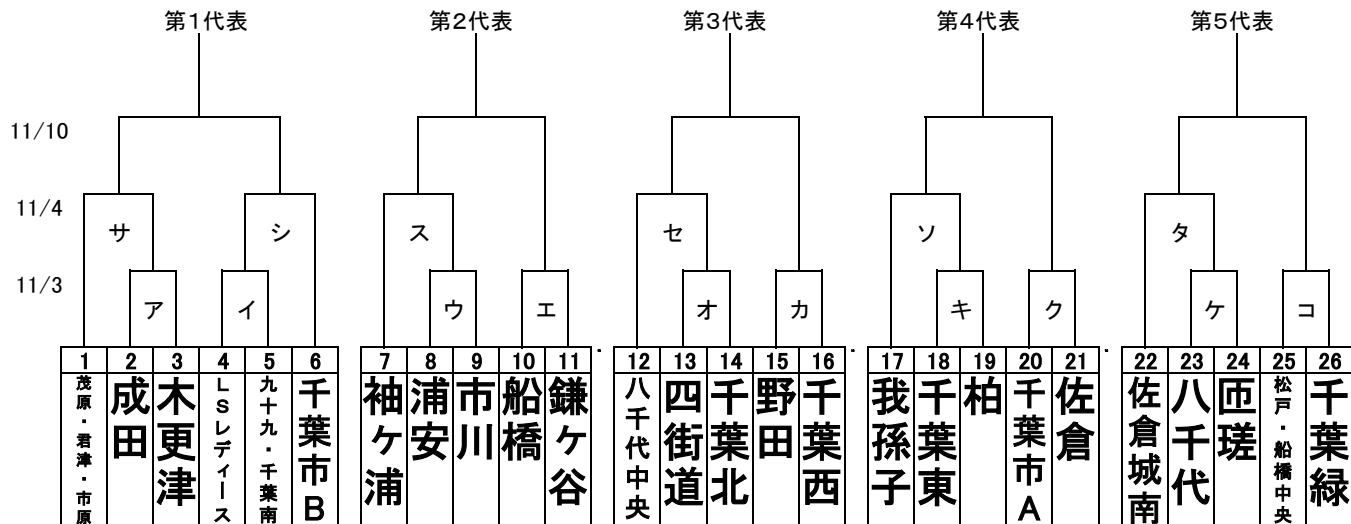 第1代表
第2代表
第3代表
第4代表
第5代表
11/10
11/4
サ
シ
ス
セ
ソ
タ
11/3
ア
イ
ウ
エ
オ
カ
キ
ク
ケ
コ
1
2
3
4
5
6
7
8
9
10
11
12
13
14
15
16
17
18
19
20
21
22
23
24
25
26
茂原・君津・市原
成田
木更津
LSレディース
九十九・千葉南
千葉市B
袖ヶ浦
浦安
市川
船橋
鎌ヶ谷
八千代中央
四街道
千葉北
野田
千葉西
我孫子
千葉東
柏
千葉市A
佐倉
佐倉城南
八千代
匝瑳
松戸・船橋中央
千葉緑